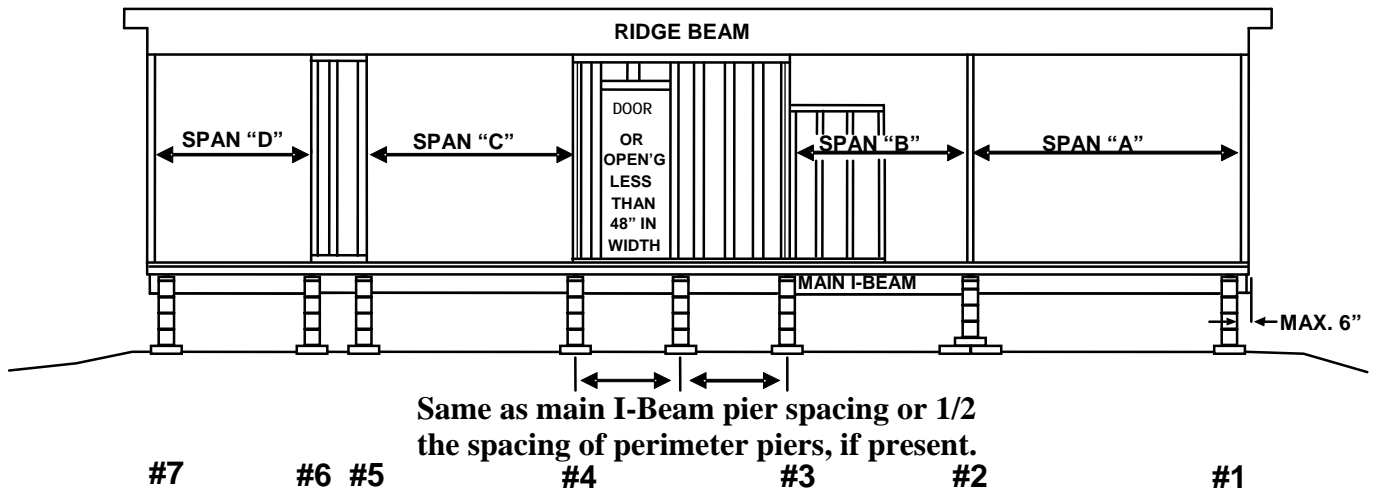 RIDGE BEAM
SPAN “D”
SPAN “C”
DOOR
OR
OPEN'G
LESS
THAN
48” IN
WIDTH
SPAN “B”
SPAN “A”
MAIN I-BEAM
MAX. 6”
Same as main I-Beam pier spacing or 1/2
the spacing of perimeter piers, if present.
#7 #6 #5 #4 #3 #2 #1